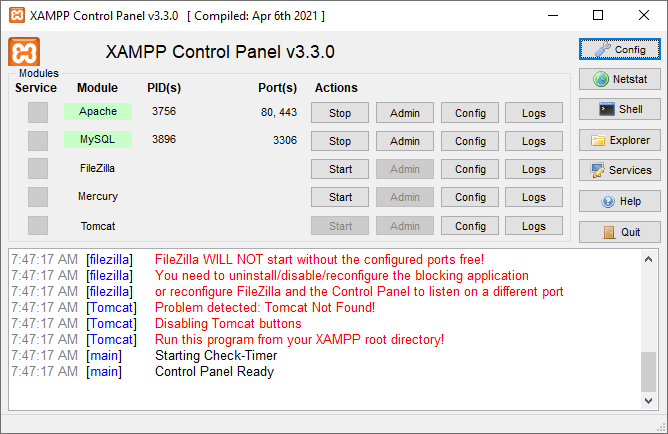 XAMPP Control Panel v3.3.0 [ Compiled: Apr 6th 2021 ]
XAMPP Control Panel v3.3.0
Config
Modules
Service Module PID(s) Port(s) Actions
Netstat
Apache 3756 80, 443 Stop Admin Config Logs
Shell
MySQL 3896 3306 Stop Admin Config Logs
Explorer
FileZilla Start Admin Config Logs
Services
Mercury Start Admin Config Logs
Help
Tomcat Start Admin Config Logs
Quit
7:47:17 AM [filezilla] FileZilla WILL NOT start without the configured ports free!
7:47:17 AM [filezilla] You need to uninstall/disable/reconfigure the blocking application
7:47:17 AM [filezilla] or reconfigure FileZilla and the Control Panel to listen on a different port
7:47:17 AM [Tomcat] Problem detected: Tomcat Not Found!
7:47:17 AM [Tomcat] Disabling Tomcat buttons
7:47:17 AM [Tomcat] Run this program from your XAMPP root directory!
7:47:17 AM [main] Starting Check-Timer
7:47:17 AM [main] Control Panel Ready